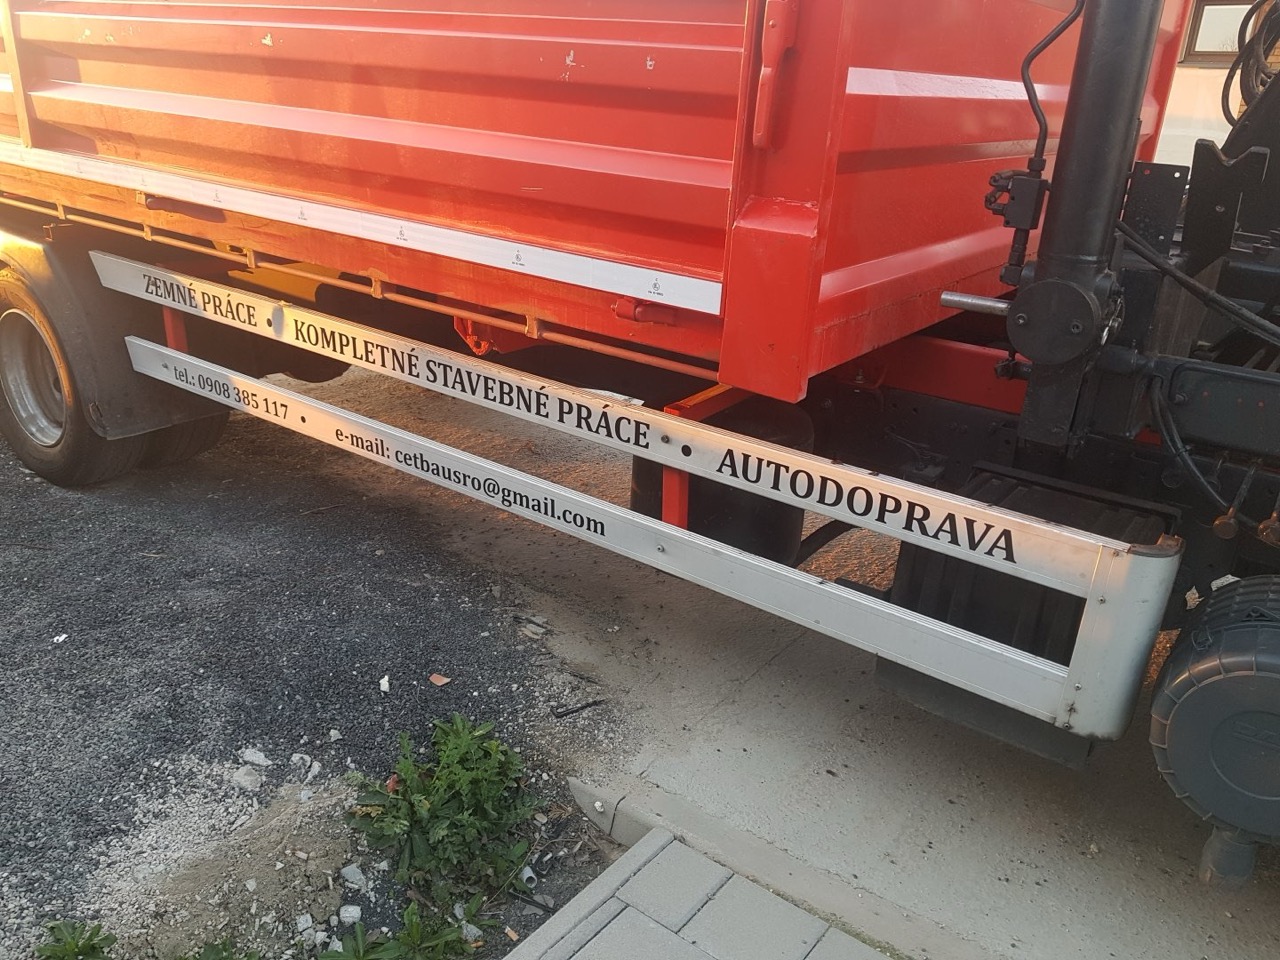 ZEMNÉ PRÁCE • KOMPLETNÉ STAVEBNÉ PRÁCE • AUTODOPRAVA
tel.: 0908 385 117 • e-mail: cetbausro@gmail.com